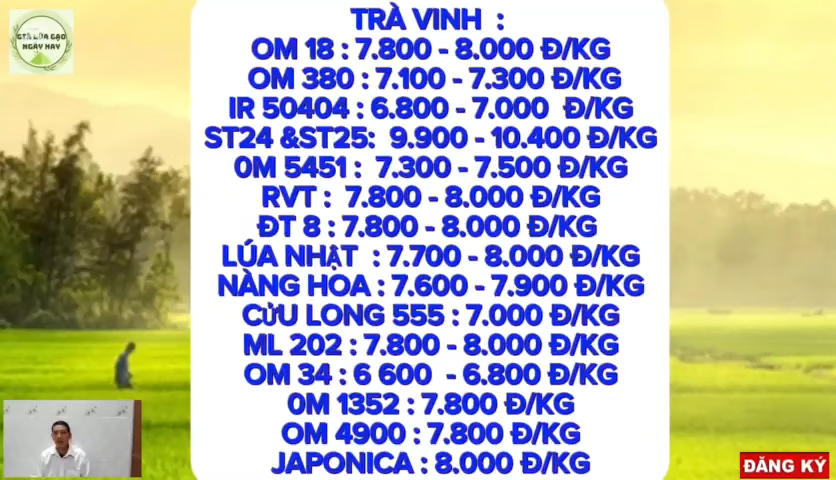 GIÁ LÚA GẠO
NGÀY NAY
TRÀ VINH :
OM 18 : 7.800 - 8.000 Đ/KG
OM 380 : 7.100 - 7.300 Đ/KG
IR 50404 : 6.800 - 7.000 Đ/KG
ST24 &ST25: 9.900 - 10.400 Đ/KG
0M 5451 : 7.300 - 7.500 Đ/KG
RVT : 7.800 - 8.000 Đ/KG
ĐT 8 : 7.800 - 8.000 Đ/KG
LÚA NHẬT : 7.700 - 8.000 Đ/KG
NÀNG HOA : 7.600 - 7.900 Đ/KG
CỬU LONG 555 : 7.000 Đ/KG
ML 202 : 7.800 - 8.000 Đ/KG
OM 34 : 6 600 - 6.800 Đ/KG
0M 1352 : 7.800 Đ/KG
OM 4900 : 7.800 Đ/KG
JAPONICA : 8.000 Đ/KG
ĐĂNG KÝ